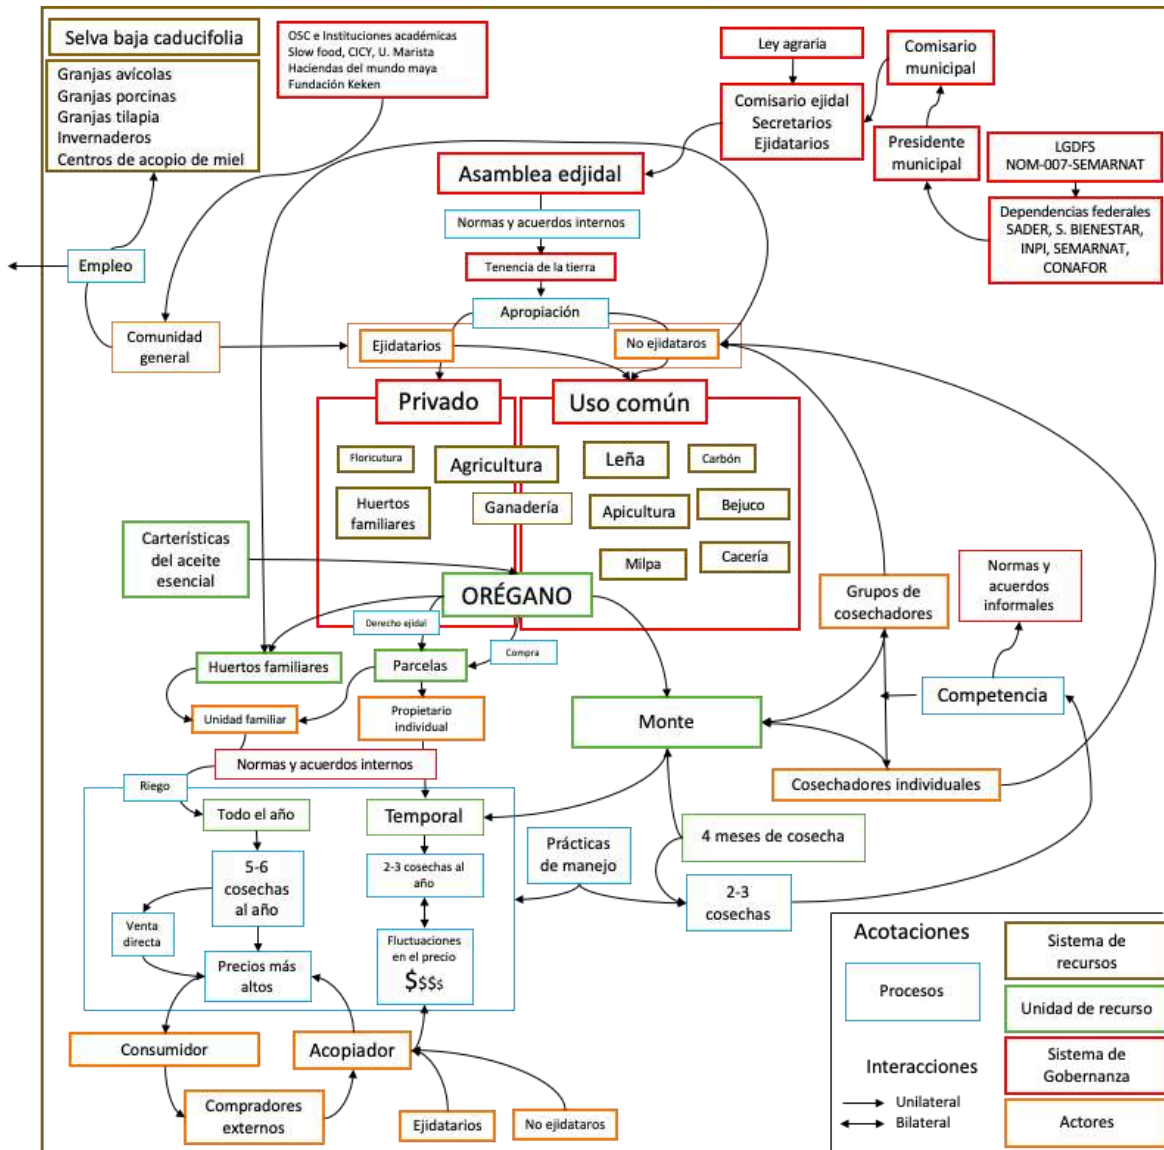 Selva baja caducifolia
Granjas avícolas
Granjas porcinas
Granjas tilapia
Invernaderos
Centros de acopio de miel
OSC e Instituciones académicas
Slow food, CICY, U. Marista
Haciendas del mundo maya
Fundación Keken
Ley agraria
Comisario
municipal
Comisario ejidal
Secretarios
Ejidatarios
Presidente
municipal
LGDFS
NOM-007-SEMARNAT
Dependencias federales
SADER, S. BIENESTAR,
INPI, SEMARNAT,
CONAFOR
Asamblea edjidal
Normas y acuerdos internos
Tenencia de la tierra
Apropiación
Empleo
Comunidad
general
Ejidatarios
No ejidataros
Privado
Uso común
Floricutura
Agricultura
Leña
Carbón
Huertos
familiares
Ganadería
Apicultura
Bejuco
Milpa
Cacería
Carterísticas
del aceite
esencial
ORÉGANO
Derecho ejidal
Compra
Grupos de
cosechadores
Normas y
acuerdos
informales
Huertos familiares
Parcelas
Unidad familiar
Propietario
individual
Monte
Competencia
Normas y acuerdos internos
Cosechadores individuales
Riego
Todo el año
Temporal
4 meses de cosecha
5-6
cosechas
al año
2-3 cosechas al
año
Prácticas
de manejo
2-3
cosechas
Venta
directa
Precios más
altos
Fluctuaciones
en el precio
$$$$
Consumidor
Acopiador
Compradores
externos
Ejidatarios
No ejidataros
Acotaciones
Procesos
Interacciones
Unilateral
Bilateral
Sistema de
recursos
Unidad de recurso
Sistema de
Gobernanza
Actores